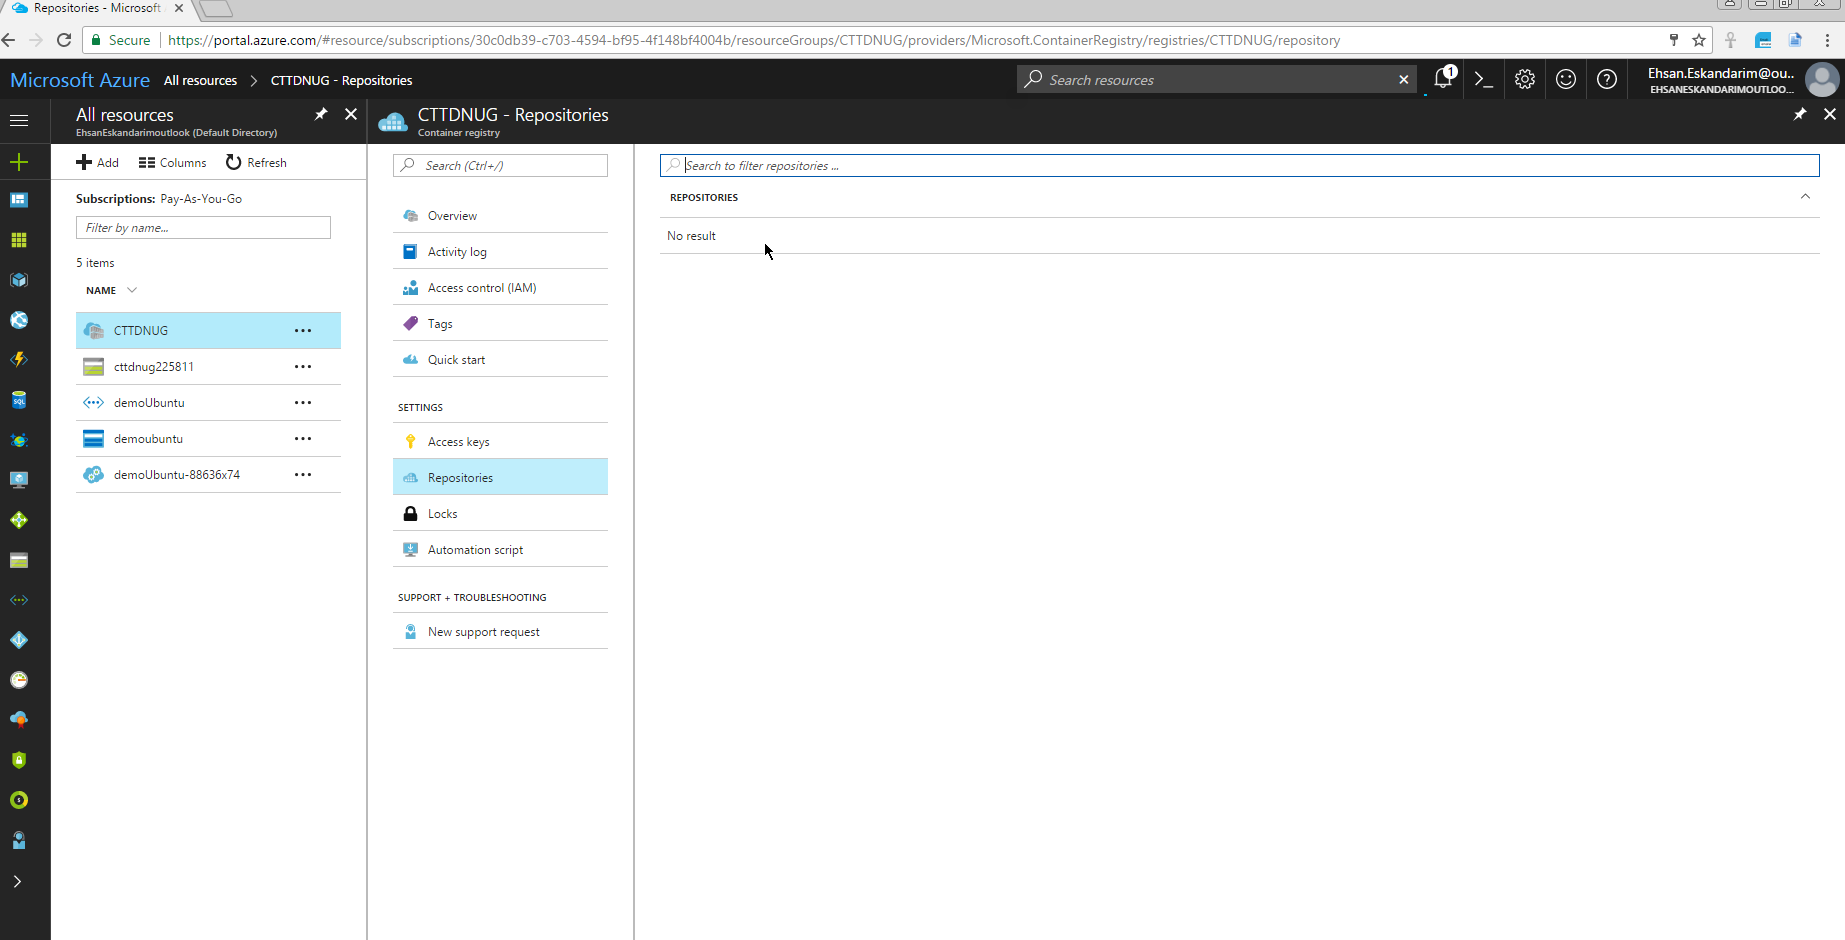 Repositories - Microsoft
Secure
https://portal.azure.com/#resource/subscriptions/30c0db39-c703-4594-bf95-4f148bf4004b/resourceGroups/CTTDNUG/providers/Microsoft.ContainerRegistry/registries/CTTDNUG/repository
Microsoft Azure All resources > CTTDNUG - Repositories
Search resources
1
Ehsan.Eskandarim@ou..
EHSANESKANDARIMOUTLOO...
All resources
EhsanEskandarimoutlook (Default Directory)
Add Columns Refresh
Subscriptions: Pay-As-You-Go
Filter by name...
5 items
NAME
CTTDNUG
cttdnug225811
demoUbuntu
demoubuntu
demoUbuntu-88636x74
CTTDNUG - Repositories
Container registry
Search (Ctrl+/)
Overview
Activity log
Access control (IAM)
Tags
Quick start
SETTINGS
Access keys
Repositories
Locks
Automation script
SUPPORT + TROUBLESHOOTING
New support request
Search to filter repositories ...
REPOSITORIES
No result